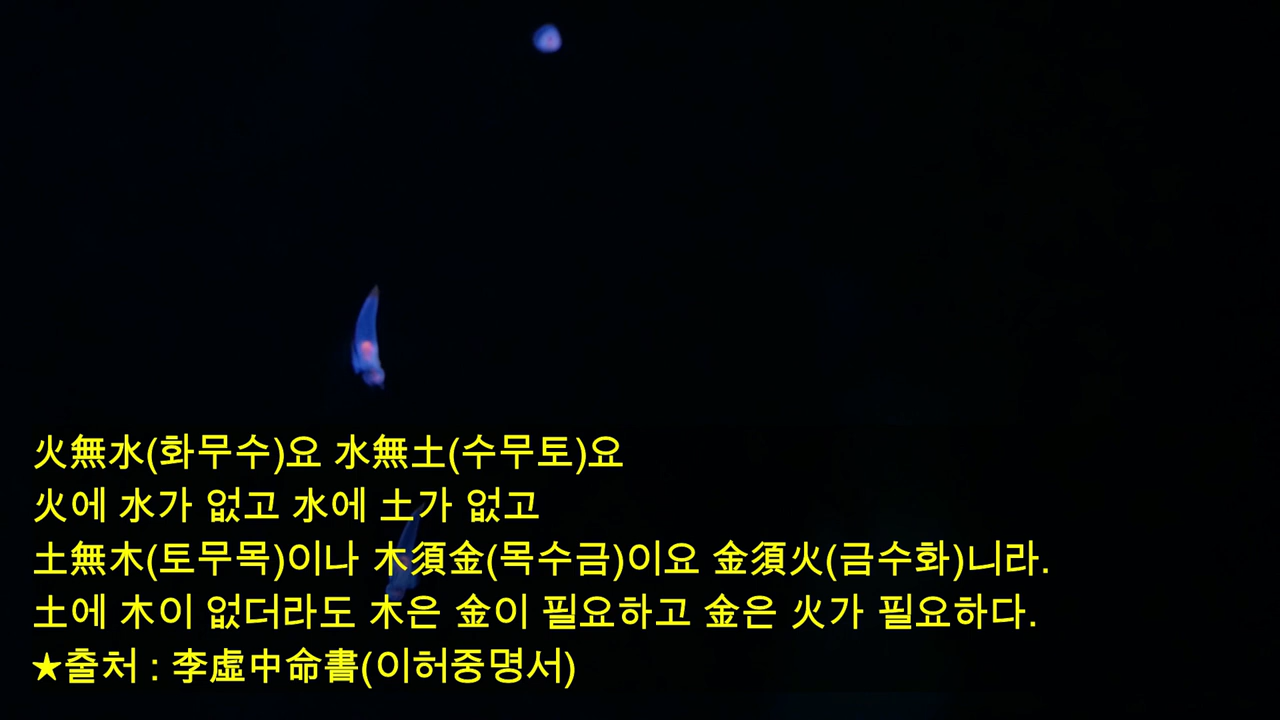 火無水(화무수)요 水無土(수무토)요
火에 水가 없고 水에 土가 없고
土無木(토무목)이나 木須金(목수금)이요 金須火(금수화)니라.
土에 木이 없더라도 木은 金이 필요하고 金은 火가 필요하다.
★출처 : 李虛中命書(이허중명서)